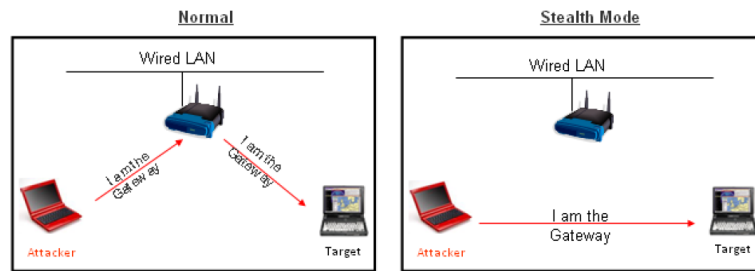 Normal
Stealth Mode
Wired LAN
I am the
Gateway
I am the
Gateway
Attacker
Target
Wired LAN
I am the
Gateway
Attacker
Target